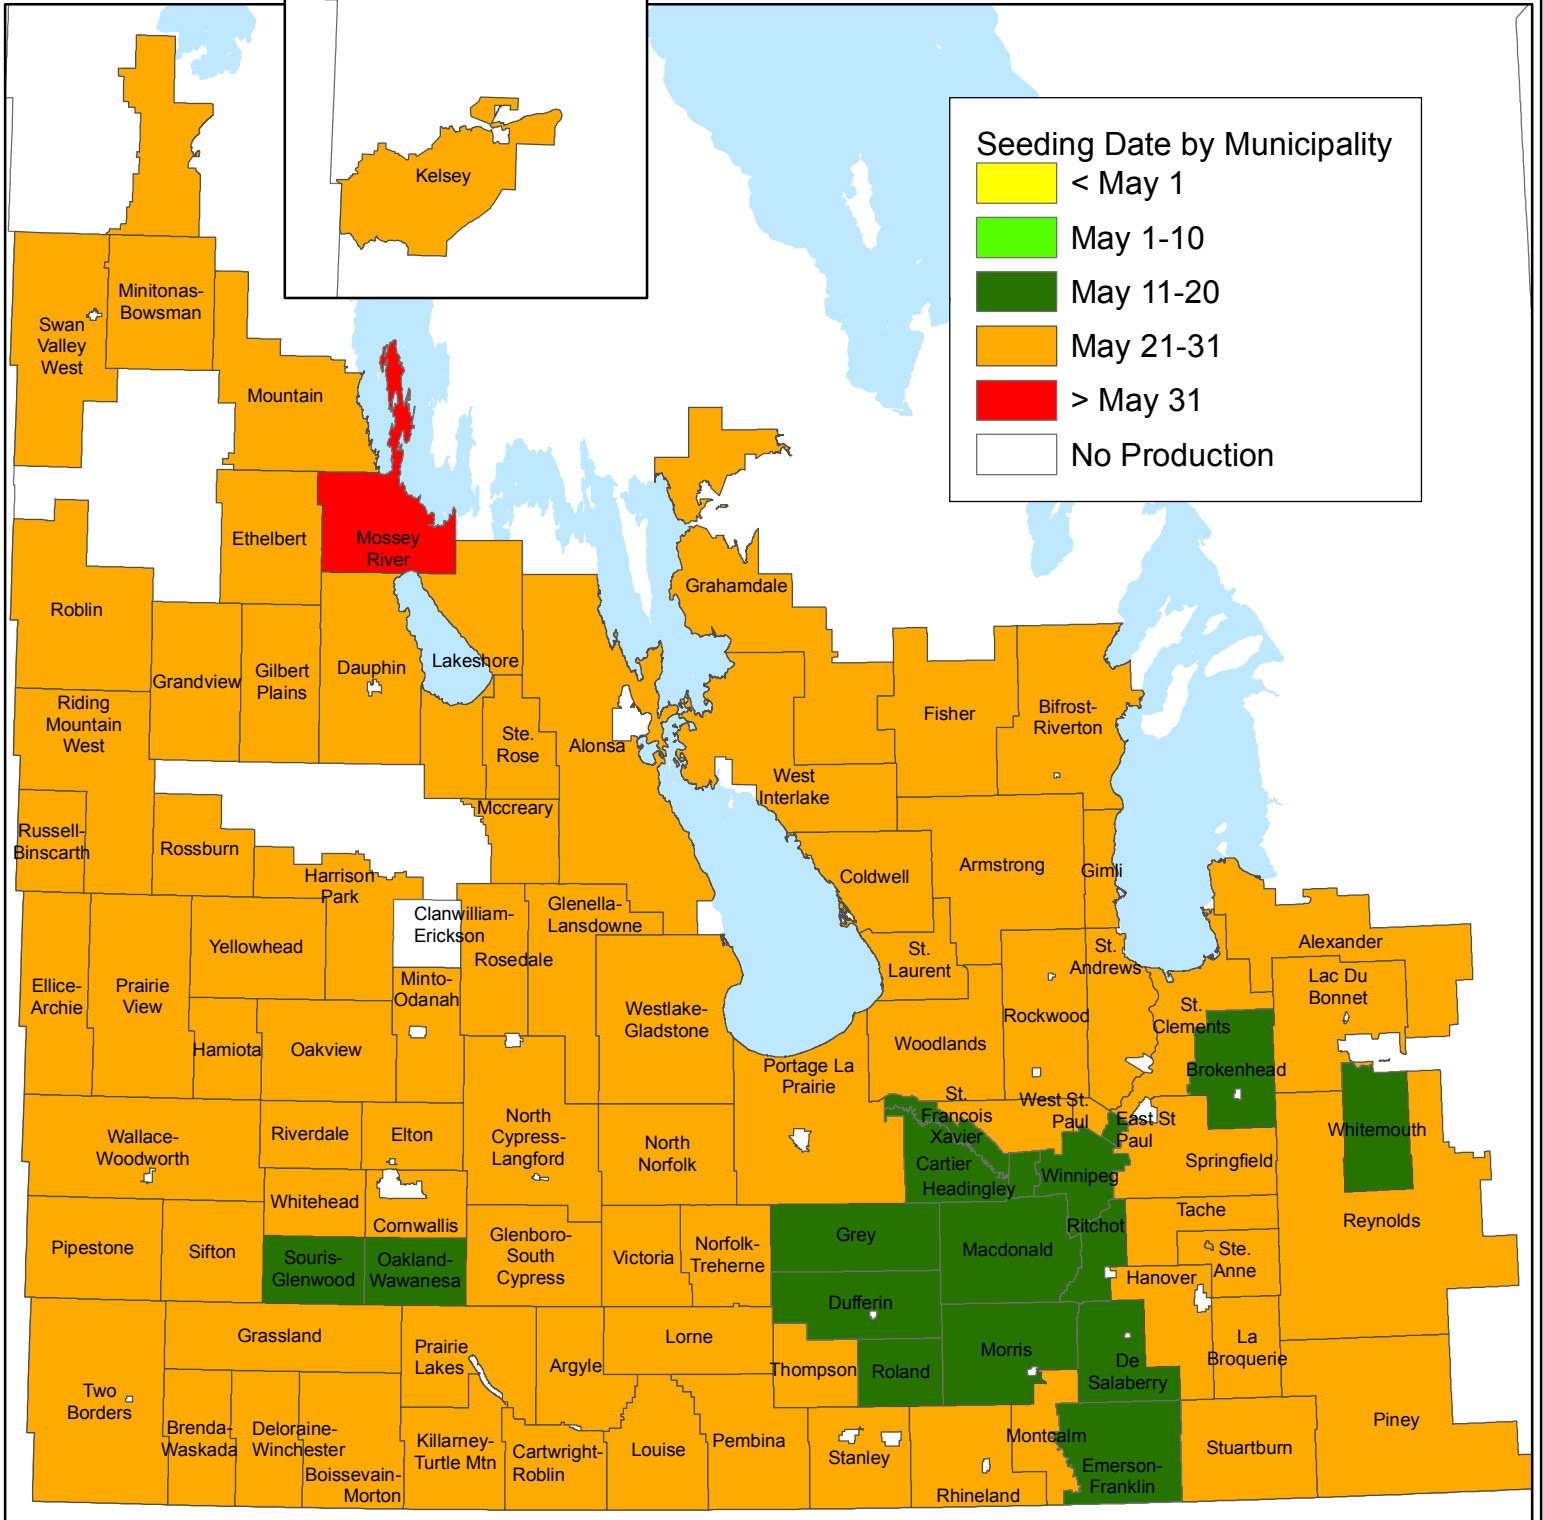 Kelsey
Seeding Date by Municipality
< May 1
May 1-10
May 11-20
May 21-31
> May 31
No Production
Minitonas-
Bowsman
Swan
Valley
West
Mountain
Ethelbert
Mossey
River
Roblin
Grahamdale
Grandview
Gilbert
Plains
Dauphin
Lakeshore
Riding
Mountain
West
Ste.
Rose
Alonsa
Fisher
Bifrost-
Riverton
West
Interlake
Mccreary
Russell-
Binscarth
Rossburn
Harrison
Park
Coldwell
Armstrong
Gimli
Clanwilliam-
Erickson
Glenella-
Lansdowne
Yellowhead
Rosedale
St.
Laurent
St.
Andrews
Alexander
Lac Du
Bonnet
Ellice-
Archie
Prairie
View
Minto-
Odanah
Westlake-
Gladstone
Rockwood
St.
Clements
Hamiota
Oakview
Woodlands
Portage La
Prairie
Brokenhead
St.
Francois
Xavier
West St.
Paul
East St
Paul
Whitemouth
Wallace-
Woodworth
Riverdale
Elton
North
Cypress-
Langford
North
Norfolk
Cartier
Headingley
Winnipeg
Springfield
Whitehead
Cornwallis
Tache
Reynolds
Pipestone
Sifton
Souris-
Glenwood
Oakland-
Wawanesa
Glenboro-
South
Cypress
Victoria
Norfolk-
Treherne
Grey
Macdonald
Ritchot
Ste.
Anne
Hanover
Dufferin
Grassland
Prairie
Lakes
Argyle
Lorne
Thompson
Roland
Morris
De
Salaberry
La
Broquerie
Two
Borders
Brenda-
Waskada
Deloraine-
Winchester
Boissevain-
Morton
Killarney-
Turtle Mtn
Cartwright-
Roblin
Louise
Pembina
Stanley
Rhineland
Montcalm
Emerson-
Franklin
Stuartburn
Piney